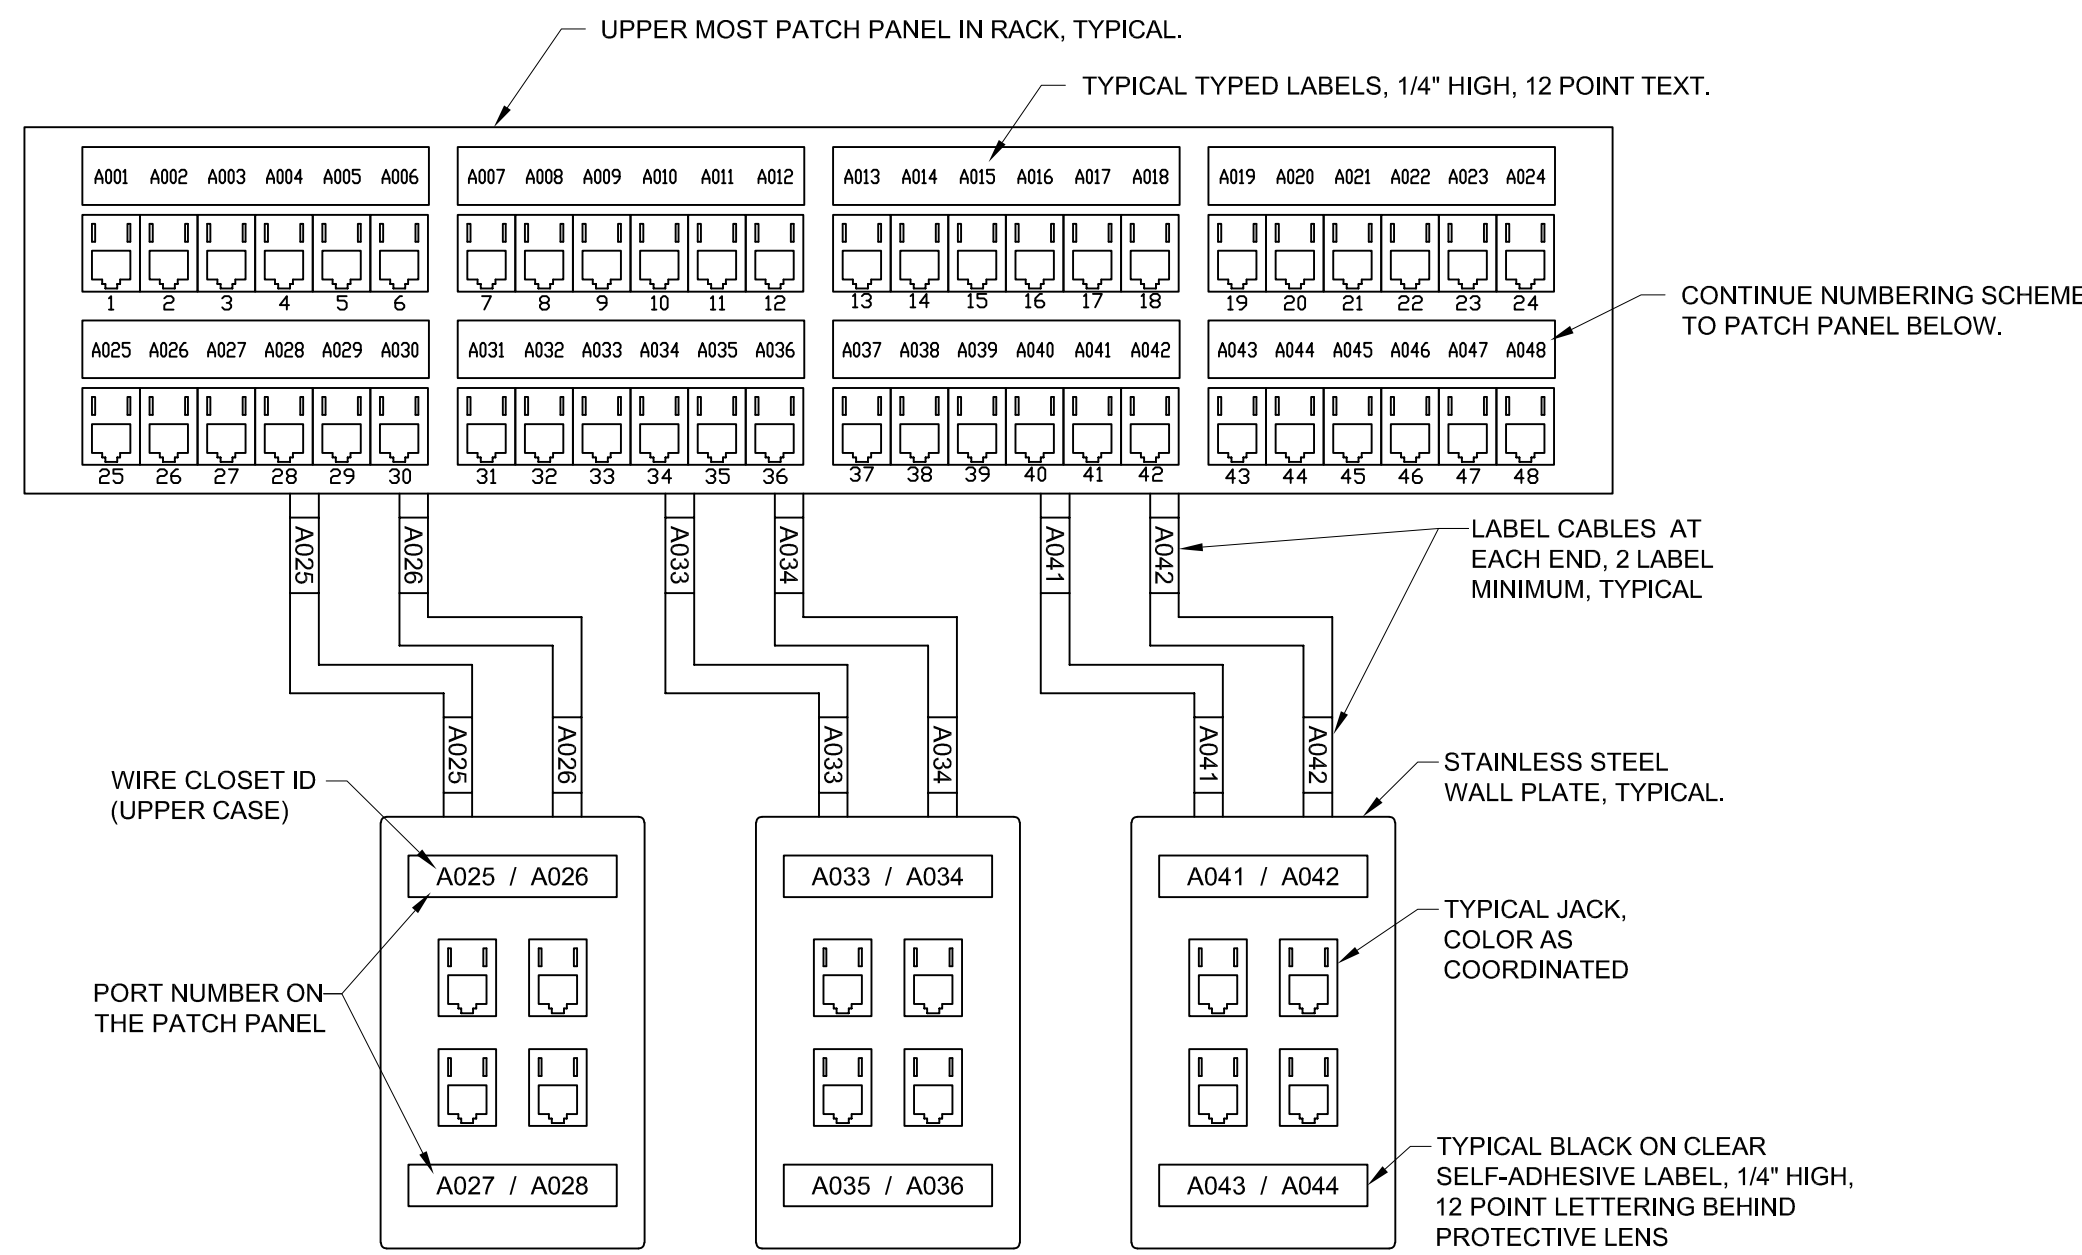 UPPER MOST PATCH PANEL IN RACK, TYPICAL.
TYPICAL TYPED LABELS, 1/4" HIGH, 12 POINT TEXT.
A001 A002 A003 A004 A005 A006 A007 A008 A009 A010 A011 A012 A013 A014 A015 A016 A017 A018 A019 A020 A021 A022 A023 A024
1 2 3 4 5 6 7 8 9 10 11 12 13 14 15 16 17 18 19 20 21 22 23 24
CONTINUE NUMBERING SCHEME
TO PATCH PANEL BELOW.
A025 A026 A027 A028 A029 A030 A031 A032 A033 A034 A035 A036 A037 A038 A039 A040 A041 A042 A043 A044 A045 A046 A047 A048
25 26 27 28 29 30 31 32 33 34 35 36 37 38 39 40 41 42 43 44 45 46 47 48
A025 A026 A033 A034 A041 A042
LABEL CABLES AT
EACH END, 2 LABEL
MINIMUM, TYPICAL
A025 A026 A033 A034 A041 A042
WIRE CLOSET ID
(UPPER CASE)
STAINLESS STEEL
WALL PLATE, TYPICAL.
A025 / A026
A033 / A034
A041 / A042
TYPICAL JACK,
COLOR AS
COORDINATED
PORT NUMBER ON
THE PATCH PANEL
A027 / A028
A035 / A036
A043 / A044
TYPICAL BLACK ON CLEAR
SELF-ADHESIVE LABEL, 1/4" HIGH,
12 POINT LETTERING BEHIND
PROTECTIVE LENS